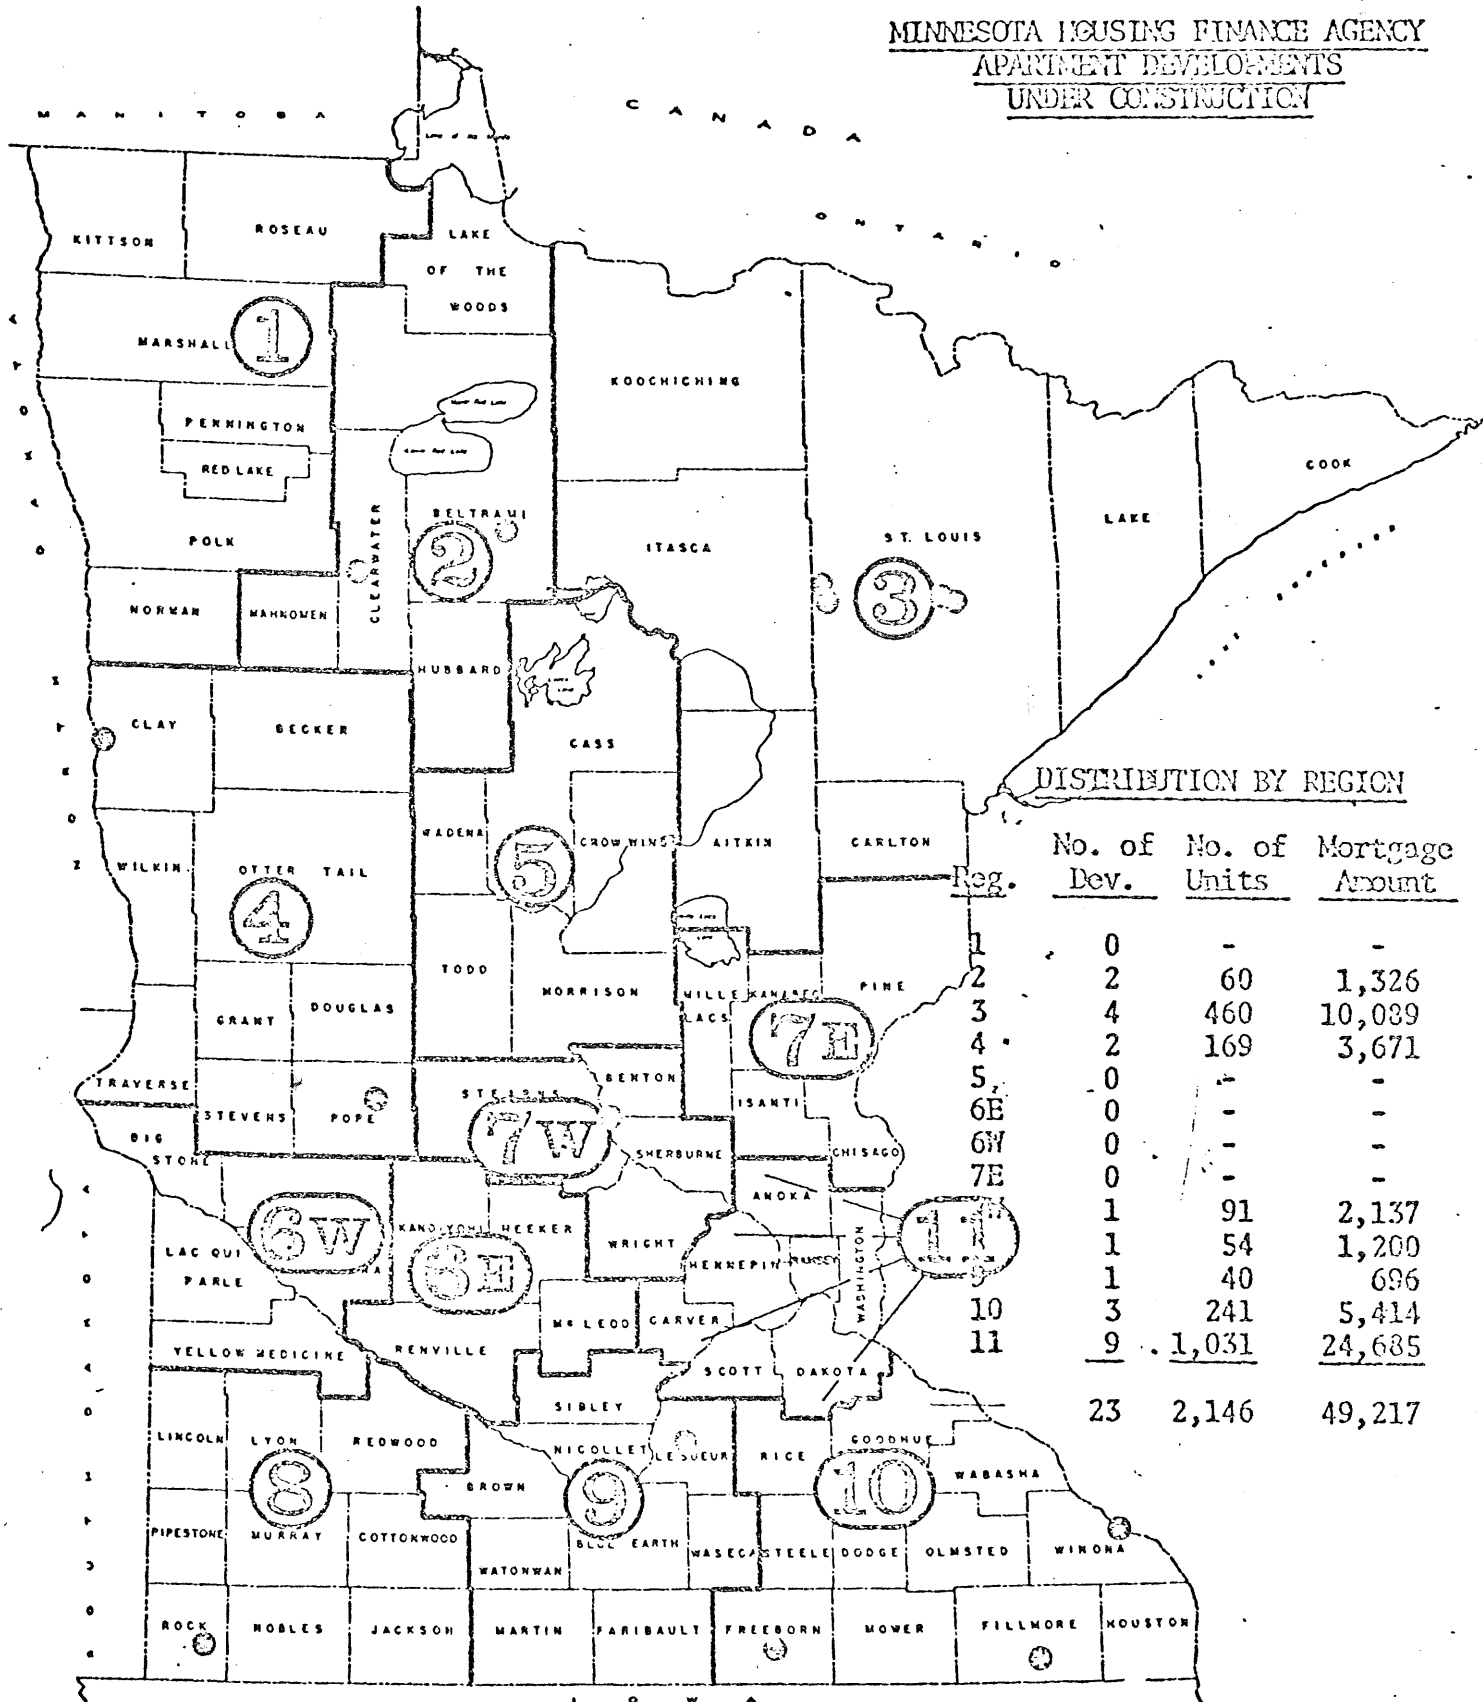 MINNESOTA HOUSING FINANCE AGENCY
APARTMENT DEVELOPMENTS
UNDER CONSTRUCTION
MANITOBA
CANADA
ONTARIO
NORTH DAKOTA
KITTSON
ROSEAU
LAKE OF THE WOODS
MARSHALL
1
KOOCHICHING
PENNINGTON
RED LAKE
COOK
LAKE
POLK
CLEARWATER
BELTRAMI
2
ITASCA
ST. LOUIS
3
NORMAN
MAHNOMEN
HUBBARD
CLAY
BECKER
CASS
WADENA
CROW WING
AITKIN
CARLTON
5
WILKIN
OTTER TAIL
4
TODD
MORRISON
MILLE LACS
KANABEC
PINE
7E
GRANT
DOUGLAS
TRAVERSE
STEVENS
POPE
STEARNS
BENTON
7W
ISANTI
SHERBURNE
CHISAGO
BIG STONE
ANOKA
6W
KANDIYOHI
MEEKER
6E
WRIGHT
HENNEPIN
RAMSEY
WASHINGTON
11
LAC QUI PARLE
MC LEOD
CARVER
YELLOW MEDICINE
RENVILLE
SCOTT
DAKOTA
SIBLEY
LINCOLN
LYON
REDWOOD
NICOLLET
LE SUEUR
RICE
GOODHUE
WABASHA
8
BROWN
9
10
PIPESTONE
MURRAY
COTTONWOOD
WATONWAN
BLUE EARTH
WASECA
STEELE
DODGE
OLMSTED
WINONA
ROCK
NOBLES
JACKSON
MARTIN
FARIBAULT
FREEBORN
MOWER
FILLMORE
HOUSTON
IOWA
DISTRIBUTION BY REGION
Reg. No. of Dev. No. of Units Mortgage Amount
1 0 - -
2 2 60 1,326
3 4 460 10,089
4 2 169 3,671
5 0 - -
6E 0 - -
6W 0 - -
7E 0 - -
1 91 2,137
1 54 1,200
9 1 40 696
10 3 241 5,414
11 9 1,031 24,685
23 2,146 49,217